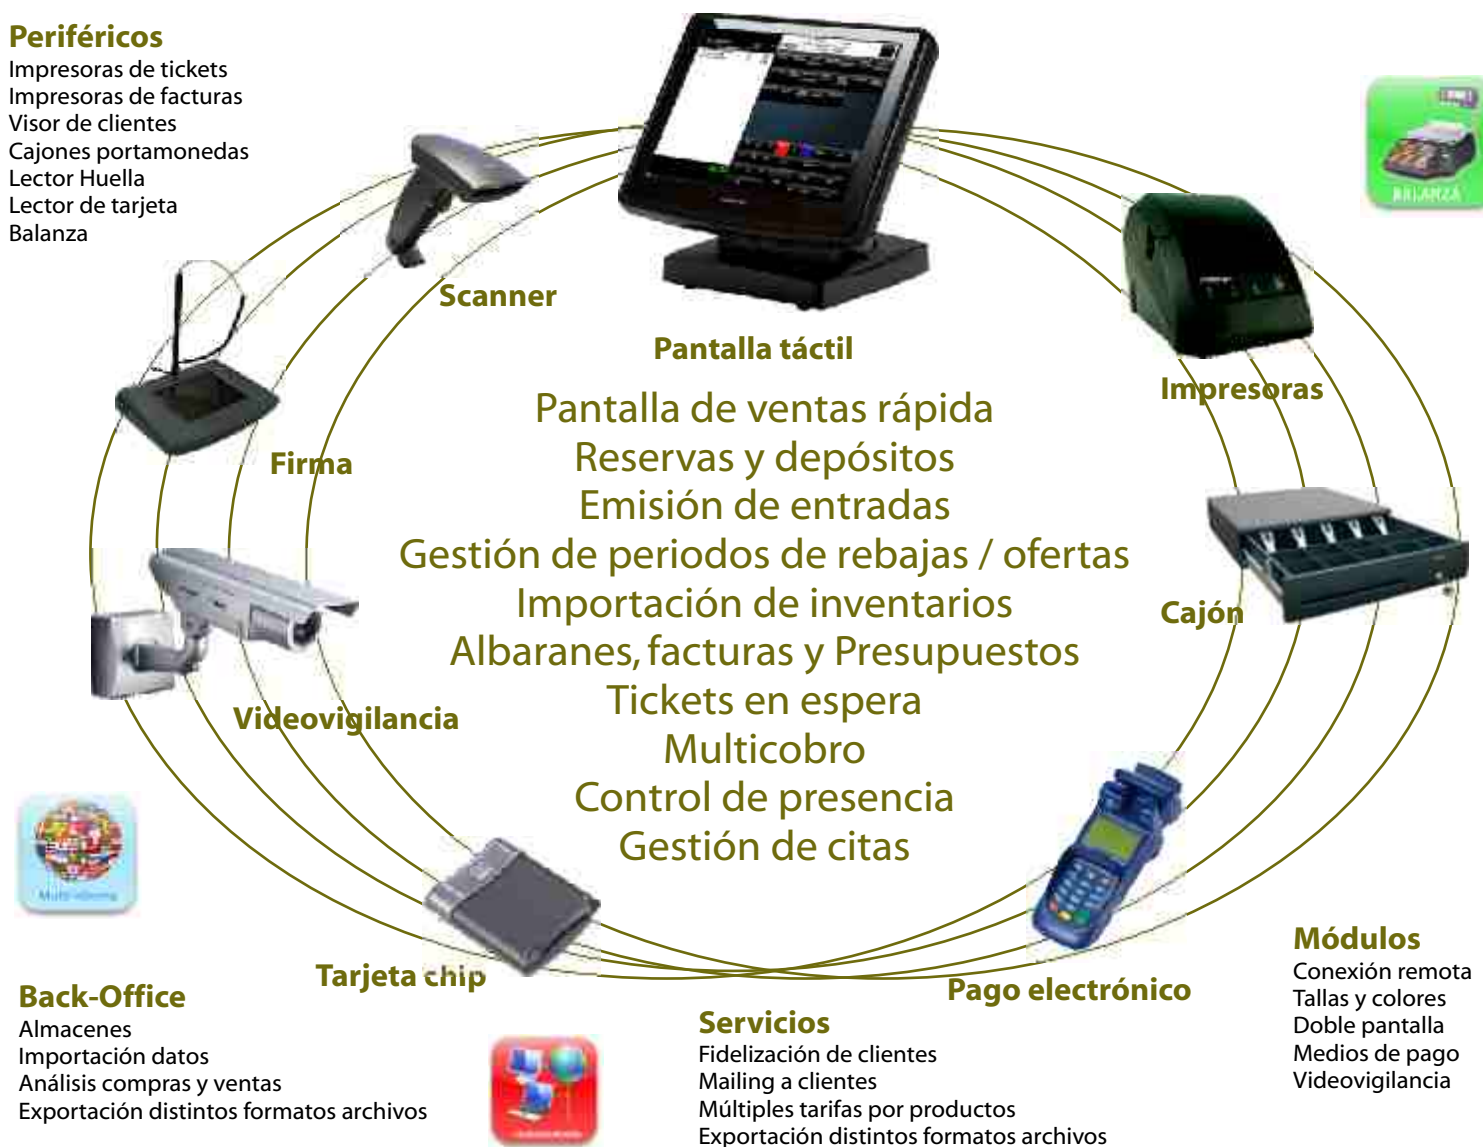 Periféricos
Impresoras de tickets
Impresoras de facturas
Visor de clientes
Cajones portamonedas
Lector Huella
Lector de tarjeta
Balanza
BALANZA
Scanner
Pantalla táctil
Impresoras
Firma
Pantalla de ventas rápida
Reservas y depósitos
Emisión de entradas
Gestión de periodos de rebajas / ofertas
Importación de inventarios
Albaranes, facturas y Presupuestos
Tickets en espera
Multicobro
Control de presencia
Gestión de citas
Cajón
Videovigilancia
Multi-idioma
Tarjeta chip
Pago electrónico
Back-Office
Almacenes
Importación datos
Análisis compras y ventas
Exportación distintos formatos archivos
Servicios
Fidelización de clientes
Mailing a clientes
Múltiples tarifas por productos
Exportación distintos formatos archivos
Módulos
Conexión remota
Tallas y colores
Doble pantalla
Medios de pago
Videovigilancia